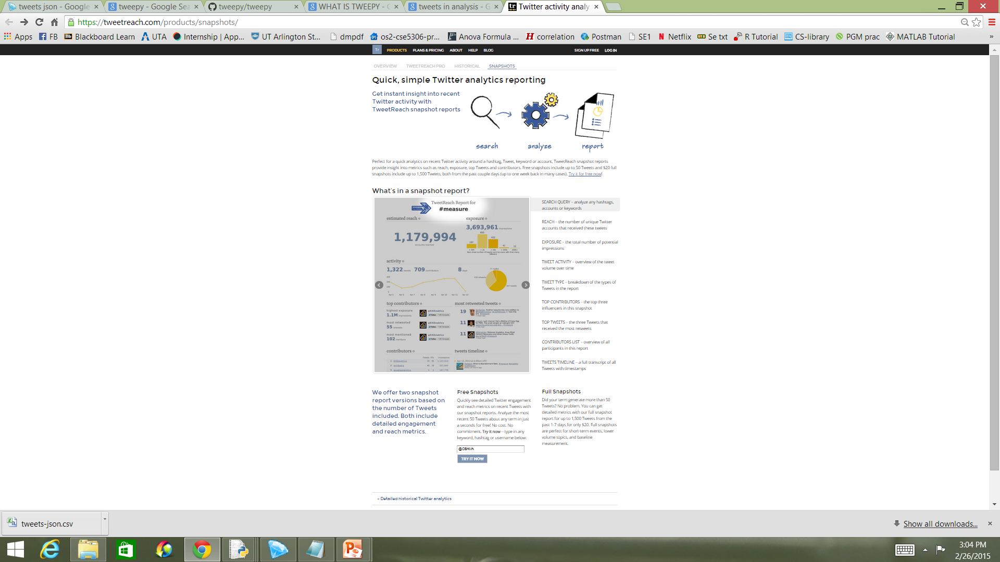 tweets json - Google
tweepy - Google Sea
tweepy/tweepy
WHAT IS TWEEPY - G
tweets in analysis - G
Twitter activity analy
https://tweetreach.com/products/snapshots/
Apps
FB
Blackboard Learn
UTA
Internship | App...
UT Arlington St...
dmpdf
os2-cse5306-pr...
Anova Formula ...
correlation
Postman
SE1
Netflix
Se txt
R Tutorial
CS-library
PGM prac
MATLAB Tutorial
»
Tr PRODUCTS PLANS & PRICING ABOUT HELP BLOG SIGN UP FREE LOG IN
OVERVIEW TWEETREACH PRO HISTORICAL SNAPSHOTS
Quick, simple Twitter analytics reporting
Get instant insight into recent
Twitter activity with
TweetReach snapshot reports
search analyze report
Perfect for a quick analytics on recent Twitter activity around a hashtag, Tweet, keyword or account, TweetReach snapshot reports
provide insight into metrics such as reach, exposure, top Tweets and contributors. Free snapshots include up to 50 Tweets and $20 full
snapshots include up to 1,500 Tweets, both from the past couple days (up to one week back in many cases). Try it for free now!
What's in a snapshot report?
TweetReach Report for
#measure
estimated reach
1,179,994
accounts reached
exposure
3,693,961 impressions
activity
1,322 tweets 709 contributors 8 days
top contributors
highest exposure
1.1M impressions
most retweeted
55 retweets
most mentioned
102 mentions
most retweeted tweets
19
11
11
contributors
tweets timeline
SEARCH QUERY – analyze any hashtags,
accounts or keywords
REACH – the number of unique Twitter
accounts that received these tweets
EXPOSURE – the total number of potential
impressions
TWEET ACTIVITY – overview of the tweet
volume over time
TWEET TYPE – breakdown of the types of
Tweets in the report
TOP CONTRIBUTORS – the top three
influencers in this snapshot
TOP TWEETS – the three Tweets that
received the most retweets
CONTRIBUTORS LIST – overview of all
participants in this report
TWEETS TIMELINE – a full transcript of all
Tweets with timestamps
We offer two snapshot
report versions based on
the number of Tweets
included. Both include
detailed engagement
and reach metrics.
Free Snapshots
Quickly see detailed Twitter engagement
and reach metrics on recent Tweets with
our snapshot reports. Analyze the most
recent 50 Tweets about any term in just
a seconds for free! No cost. No
commitment. Try it now – type in any
keyword, hashtag or username below:
@OBAMA
TRY IT NOW
Full Snapshots
Did your term generate more than 50
Tweets? No problem. You can get
detailed metrics with our full snapshot
report for up to 1,500 Tweets from the
past 1-7 days for only $20. Full snapshots
are perfect for short-term events, lower
volume topics, and baseline
measurement.
« Detailed historical Twitter analytics
tweets-json.csv
Show all downloads...
3:04 PM
2/26/2015